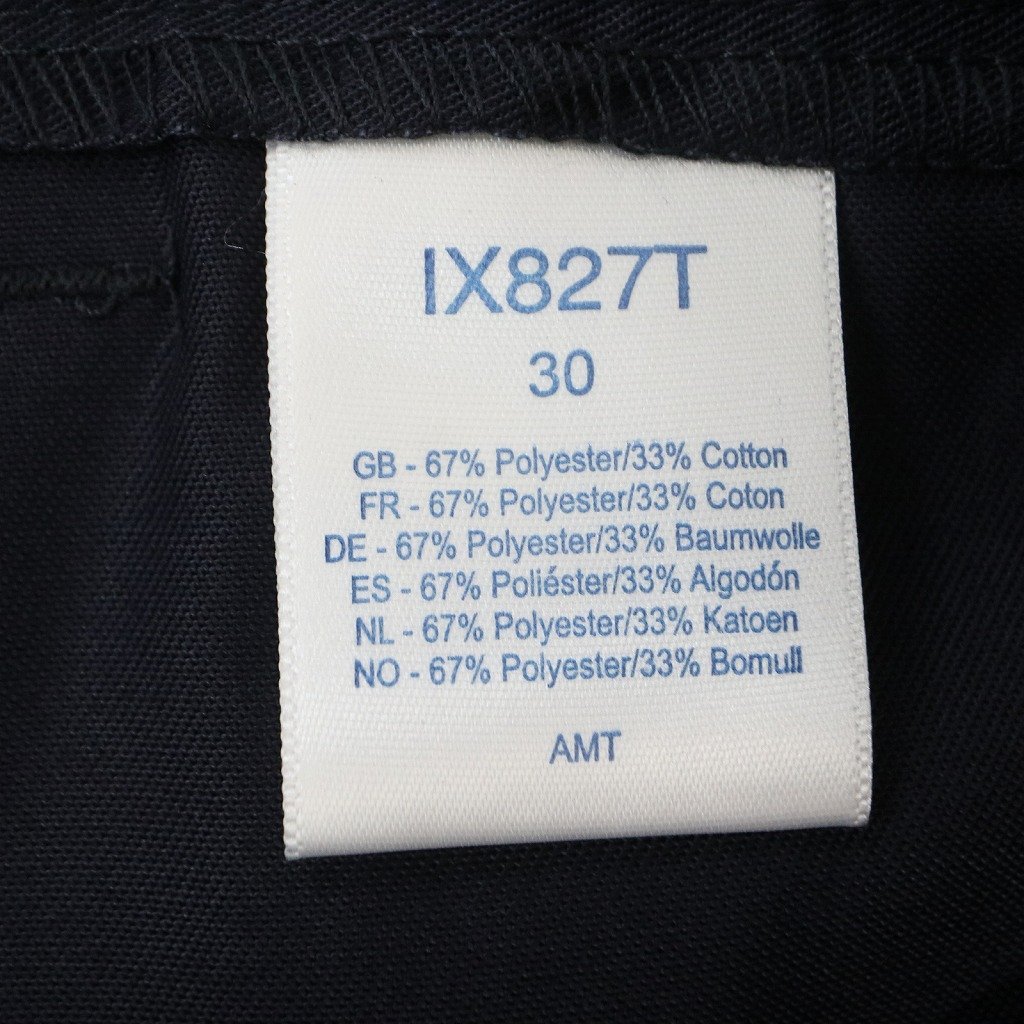 IX827T
30
GB - 67% Polyester/33% Cotton
FR - 67% Polyester/33% Coton
DE - 67% Polyester/33% Baumwolle
ES - 67% Poliéster/33% Algodón
NL - 67% Polyester/33% Katoen
NO - 67% Polyester/33% Bomull
AMT